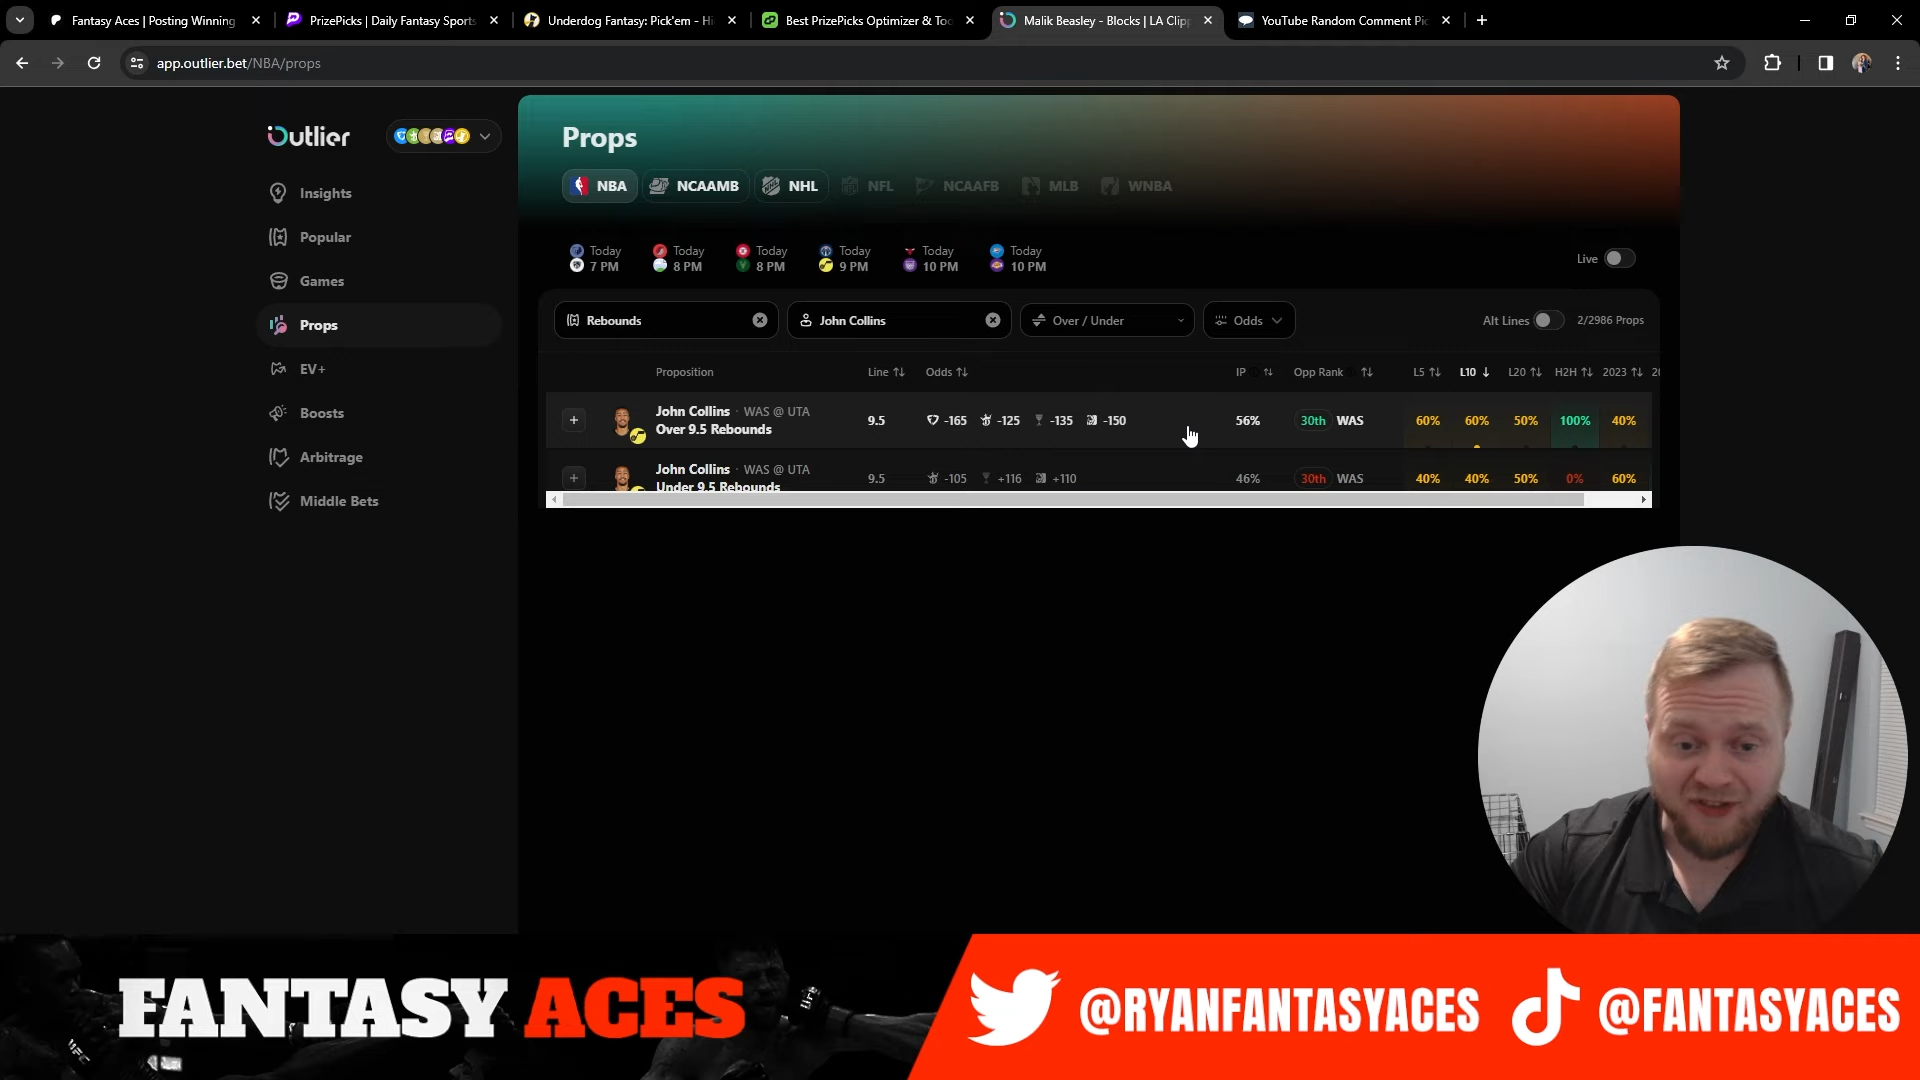 Fantasy Aces | Posting Winning
PrizePicks | Daily Fantasy Sports
Underdog Fantasy: Pick'em - Hi
Best PrizePicks Optimizer & Too
Malik Beasley - Blocks | LA Clipp
YouTube Random Comment Pic
app.outlier.bet/NBA/props
Outlier
Insights
Popular
Games
Props
EV+
Boosts
Arbitrage
Middle Bets
Props
NBA
NCAAMB
NHL
NFL
NCAAFB
MLB
WNBA
Today 7 PM
Today 8 PM
Today 8 PM
Today 9 PM
Today 10 PM
Today 10 PM
Live
Rebounds
John Collins
Over / Under
Odds
Alt Lines
2/2986 Props
Proposition Line Odds IP Opp Rank L5 L10 L20 H2H 2023
John Collins · WAS @ UTA
Over 9.5 Rebounds
9.5 -165 -125 -135 -150 56% 30th WAS 60% 60% 50% 100% 40%
John Collins · WAS @ UTA
Under 9.5 Rebounds
9.5 -105 +116 +110 46% 30th WAS 40% 40% 50% 0% 60%
FANTASY ACES
@RYANFANTASYACES
@FANTASYACES